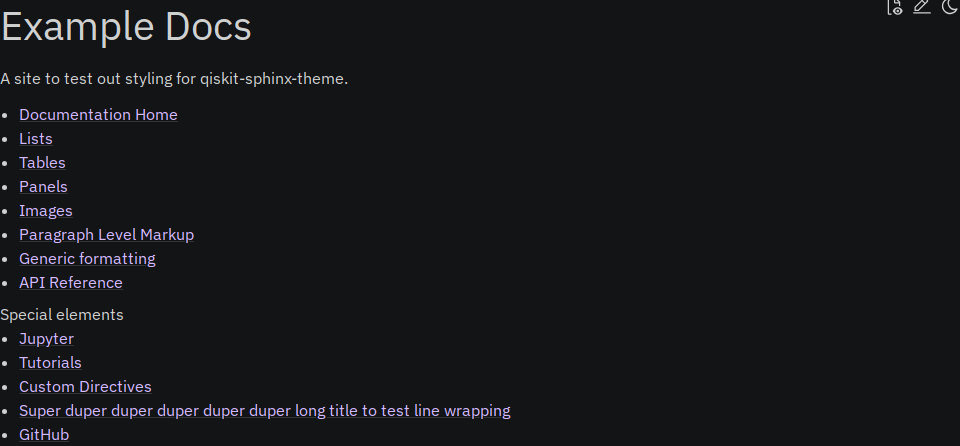 Example Docs
A site to test out styling for qiskit-sphinx-theme.
Documentation Home
Lists
Tables
Panels
Images
Paragraph Level Markup
Generic formatting
API Reference
Special elements
Jupyter
Tutorials
Custom Directives
Super duper duper duper duper duper long title to test line wrapping
GitHub